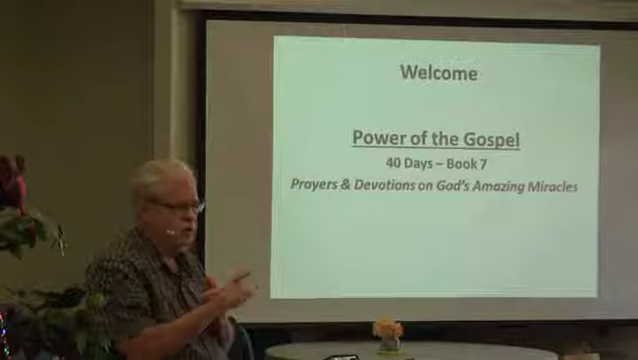 Welcome
Power of the Gospel
40 Days – Book 7
Prayers & Devotions on God's Amazing Miracles